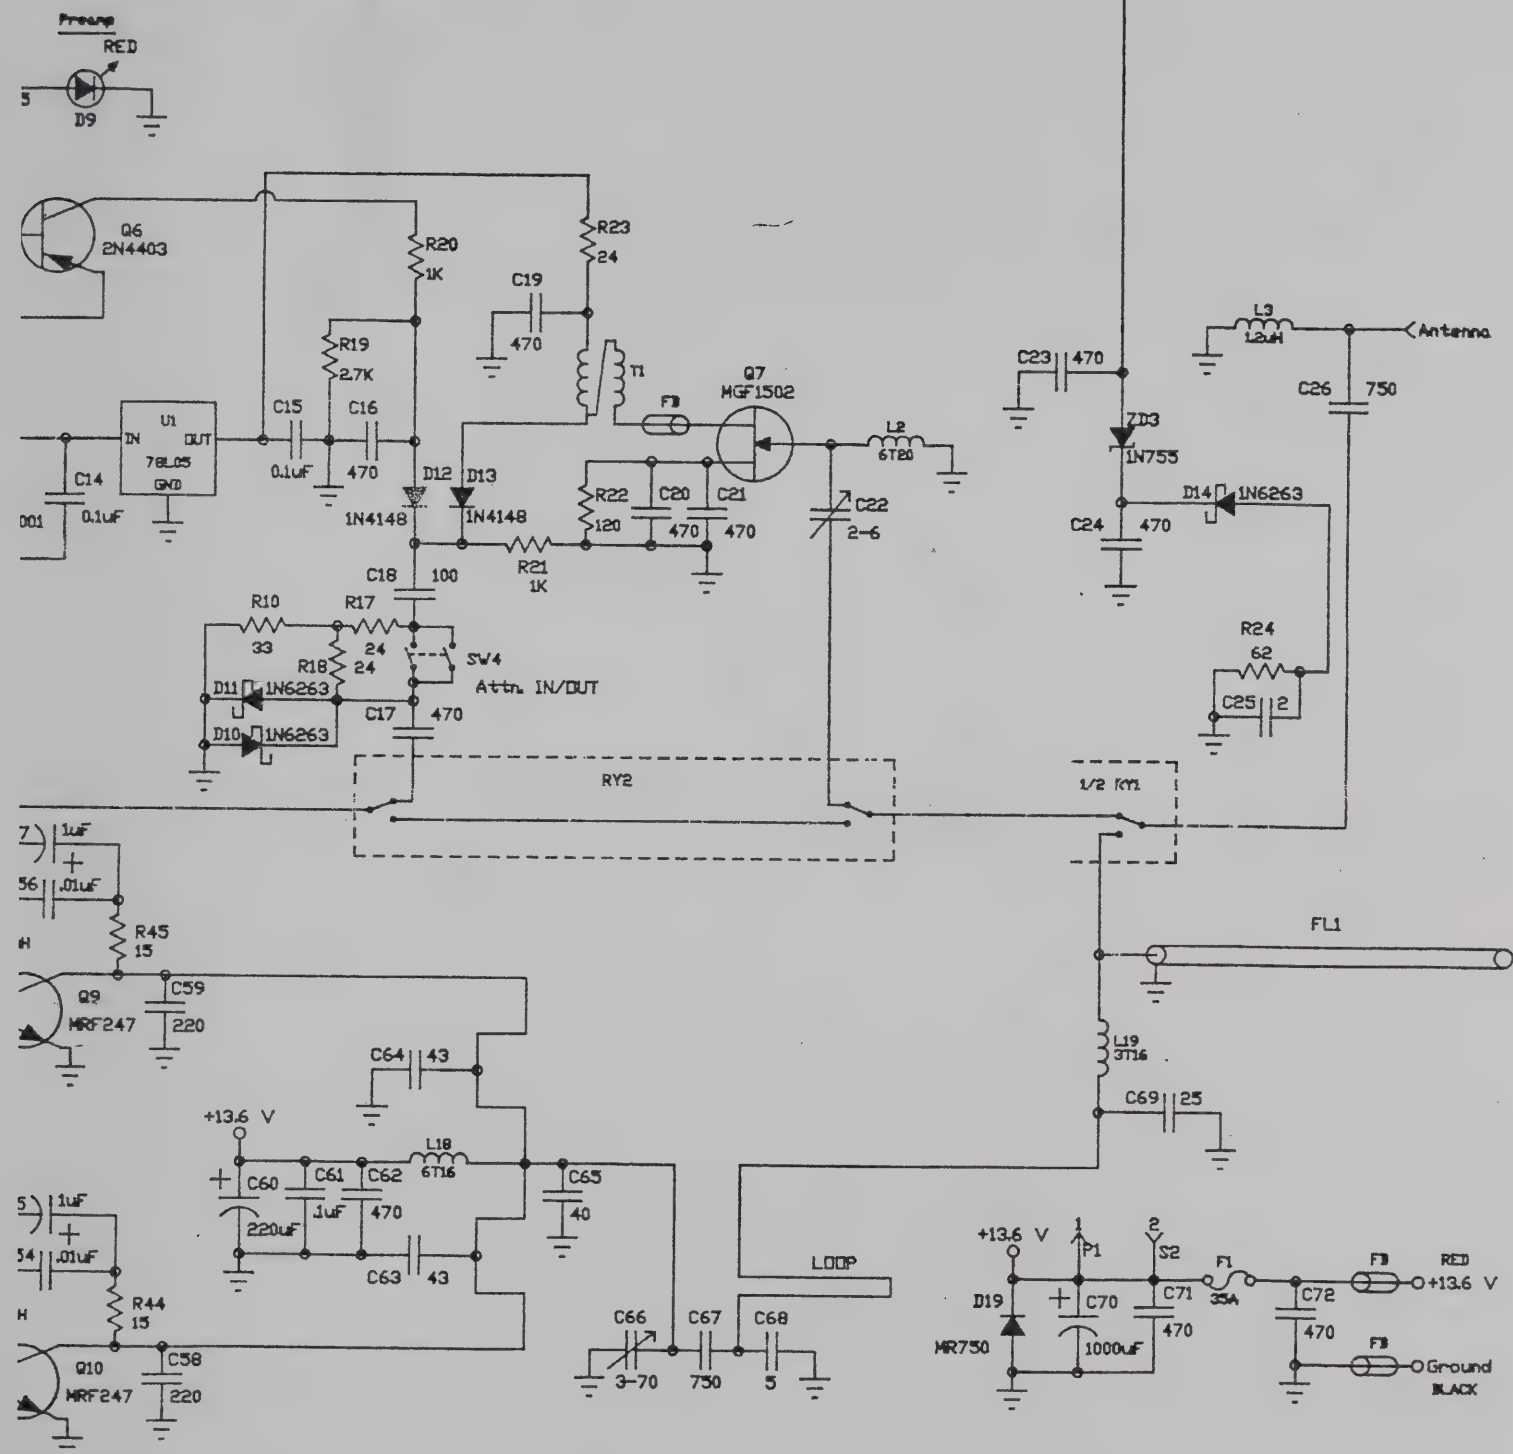 Preamp
RED
5
D9
Q6
2N4403
R20
1K
R23
24
C19
470
R19
2.7K
T1
Q7
MGF1502
FB
L3
1.2uH
Antenna
C23 470
C26 750
U1
IN OUT
78L05
GND
C15
0.1uF
C16
470
C14
0.1uF
001
D12 D13
1N4148 1N4148
R22
120
C20
470
C21
470
L2
6T20
C22
2-6
ZD3
1N755
D14 1N6263
C24 470
R21
1K
C18 100
R10
33
R17
24
R18
24
SW4
Attn. IN/OUT
D11 1N6263
C17 470
D10 1N6263
R24
62
C25 2
RY2
1/2 RY1
7 1uF
+
56 .01uF
H
R45
15
Q9
MRF247
C59
220
FL1
L19
3T16
C64 43
C69 25
+13.6 V
L18
6T16
+
C60
220uF
C61
.1uF
C62
470
C65
40
C63 43
5 1uF
+
54 .01uF
H
R44
15
Q10
MRF247
C58
220
LOOP
C66
3-70
C67
750
C68
5
+13.6 V
1
P1
2
S2
F1
35A
FB
RED
+13.6 V
D19
MR750
+
C70
1000uF
C71
470
C72
470
FB
Ground
BLACK